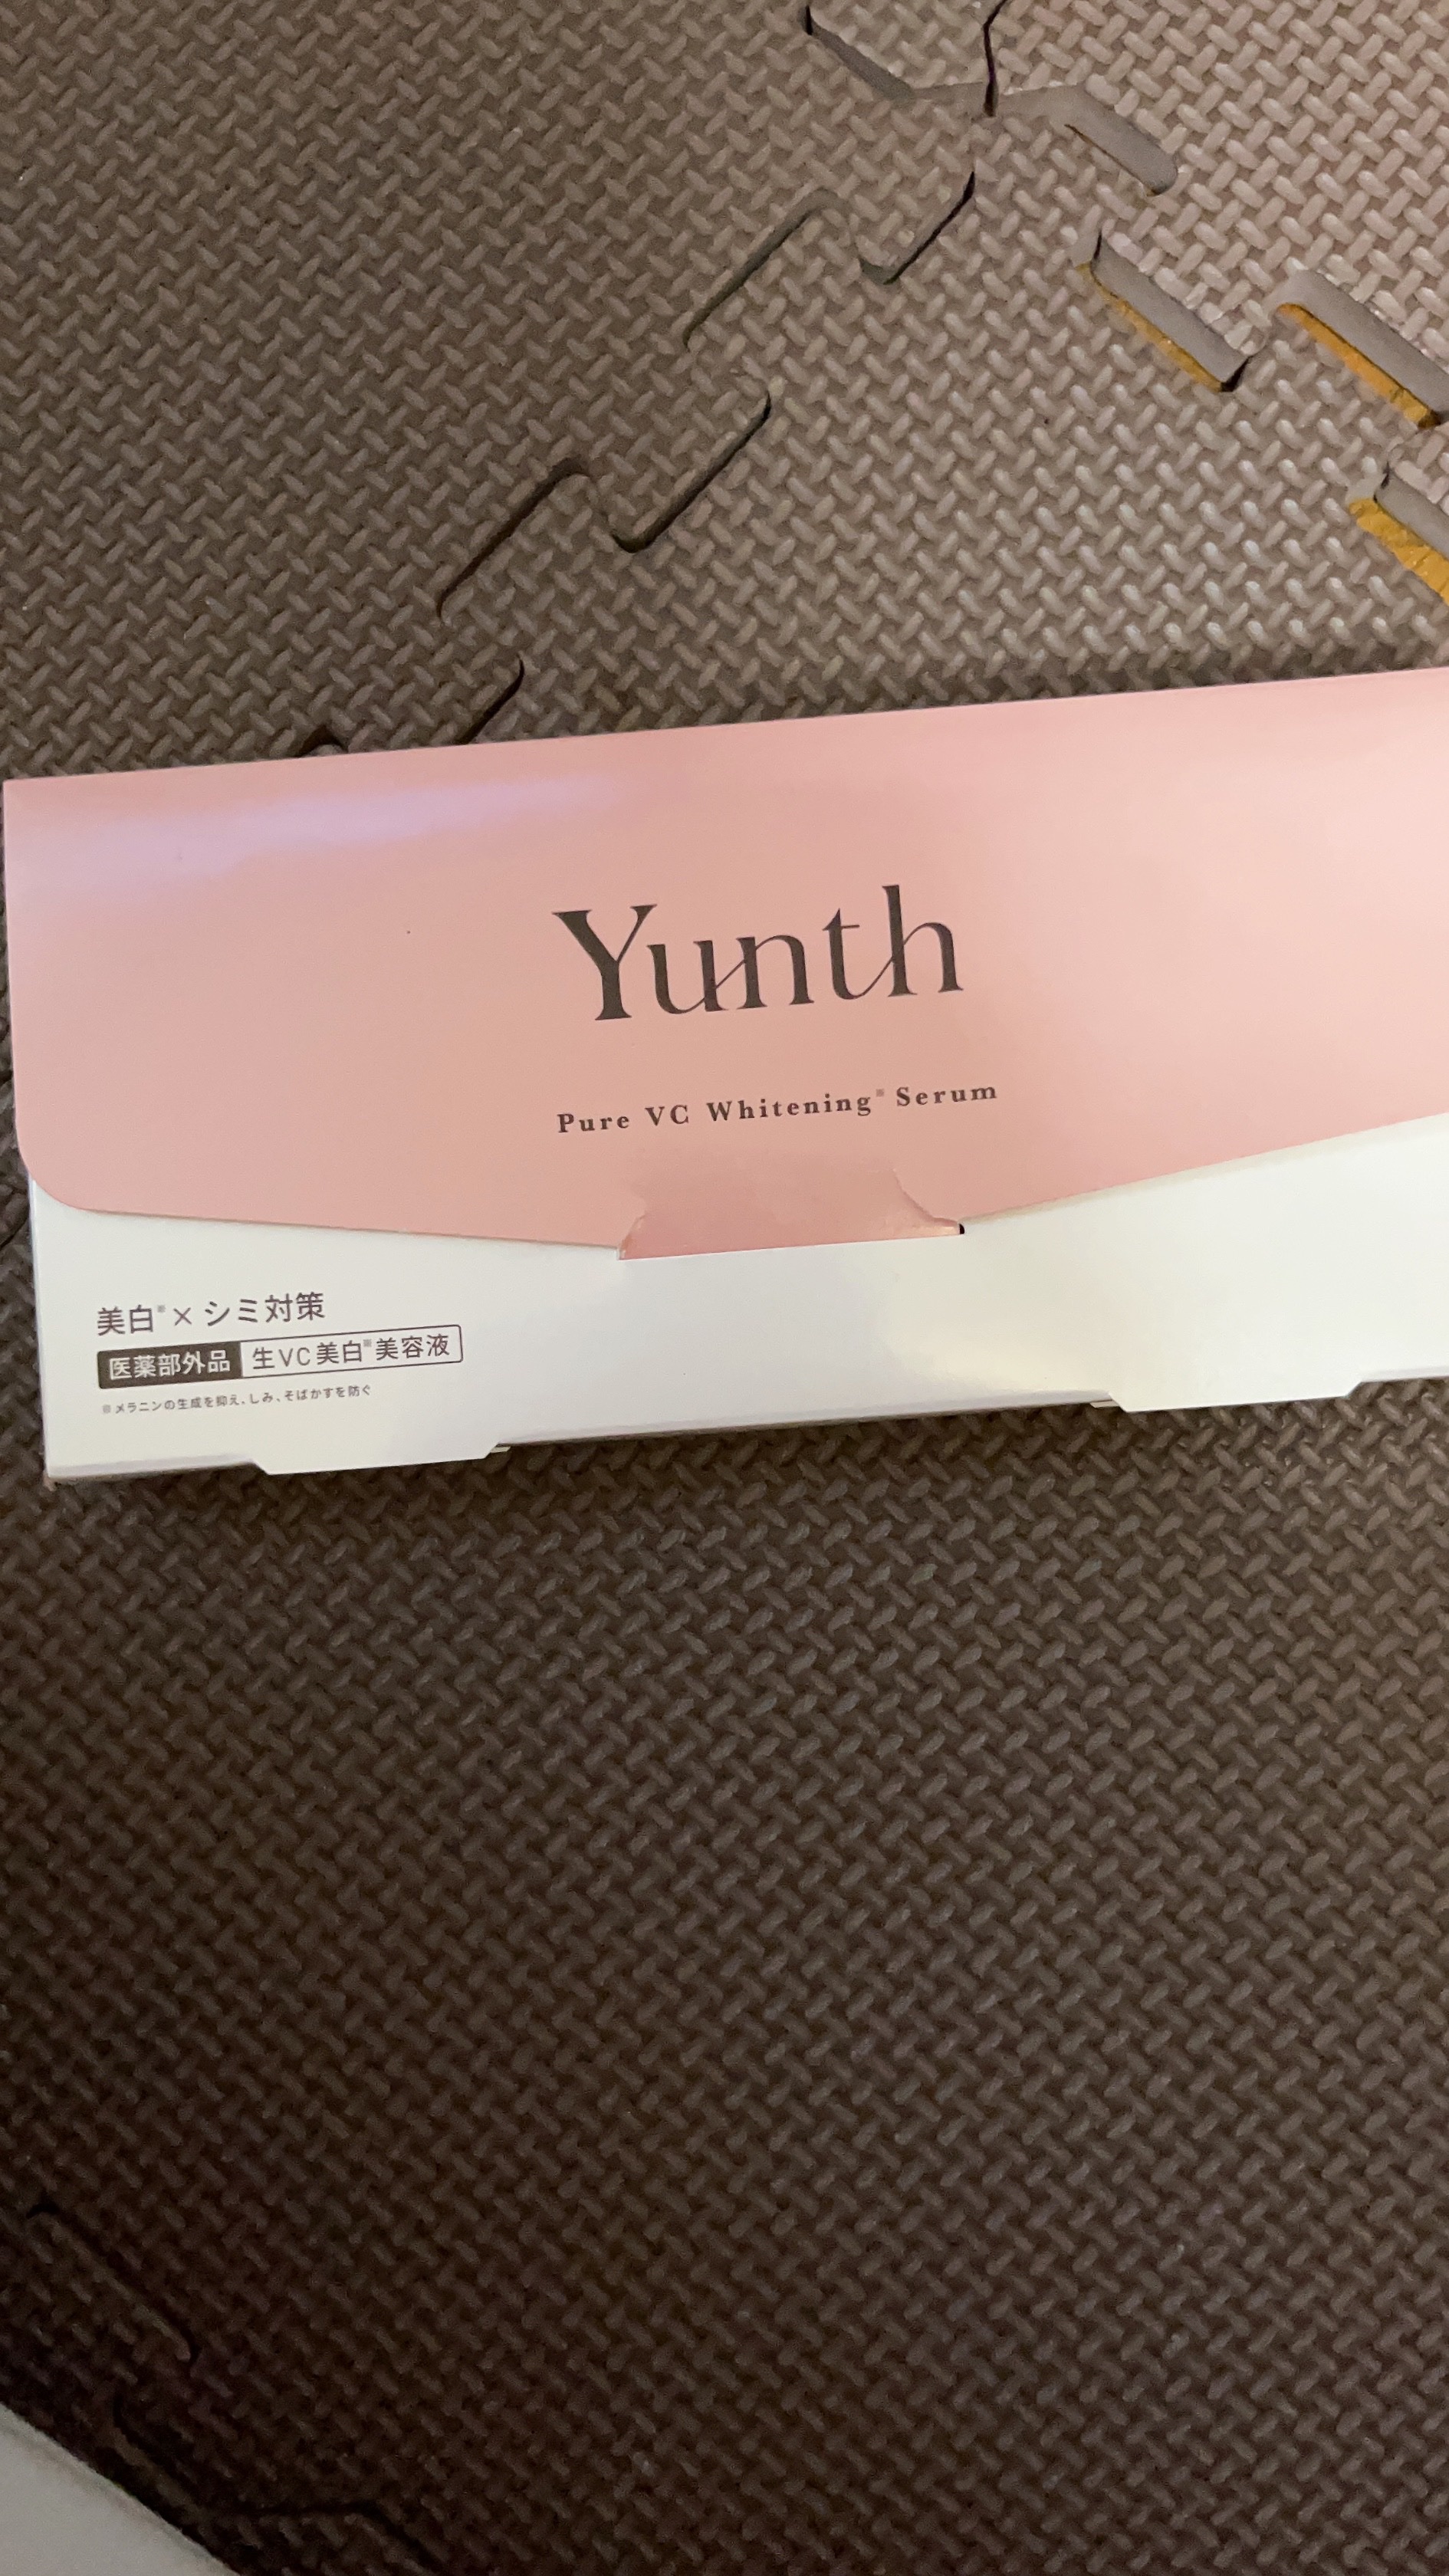 Yunth
Pure VC Whitening※ Serum
美白※×シミ対策
医薬部外品 生VC美白※美容液
※メラニンの生成を抑え、しみ、そばかすを防ぐ